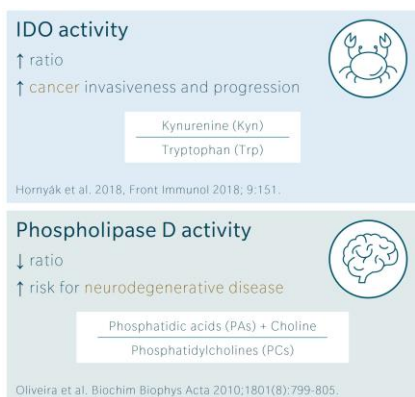 IDO activity
↑ ratio
↑ cancer invasiveness and progression
Kynurenine (Kyn)
Tryptophan (Trp)
Hornyák et al. 2018, Front Immunol 2018; 9:151.
Phospholipase D activity
↓ ratio
↑ risk for neurodegenerative disease
Phosphatidic acids (PAs) + Choline
Phosphatidylcholines (PCs)
Oliveira et al. Biochim Biophys Acta 2010;1801(8):799-805.